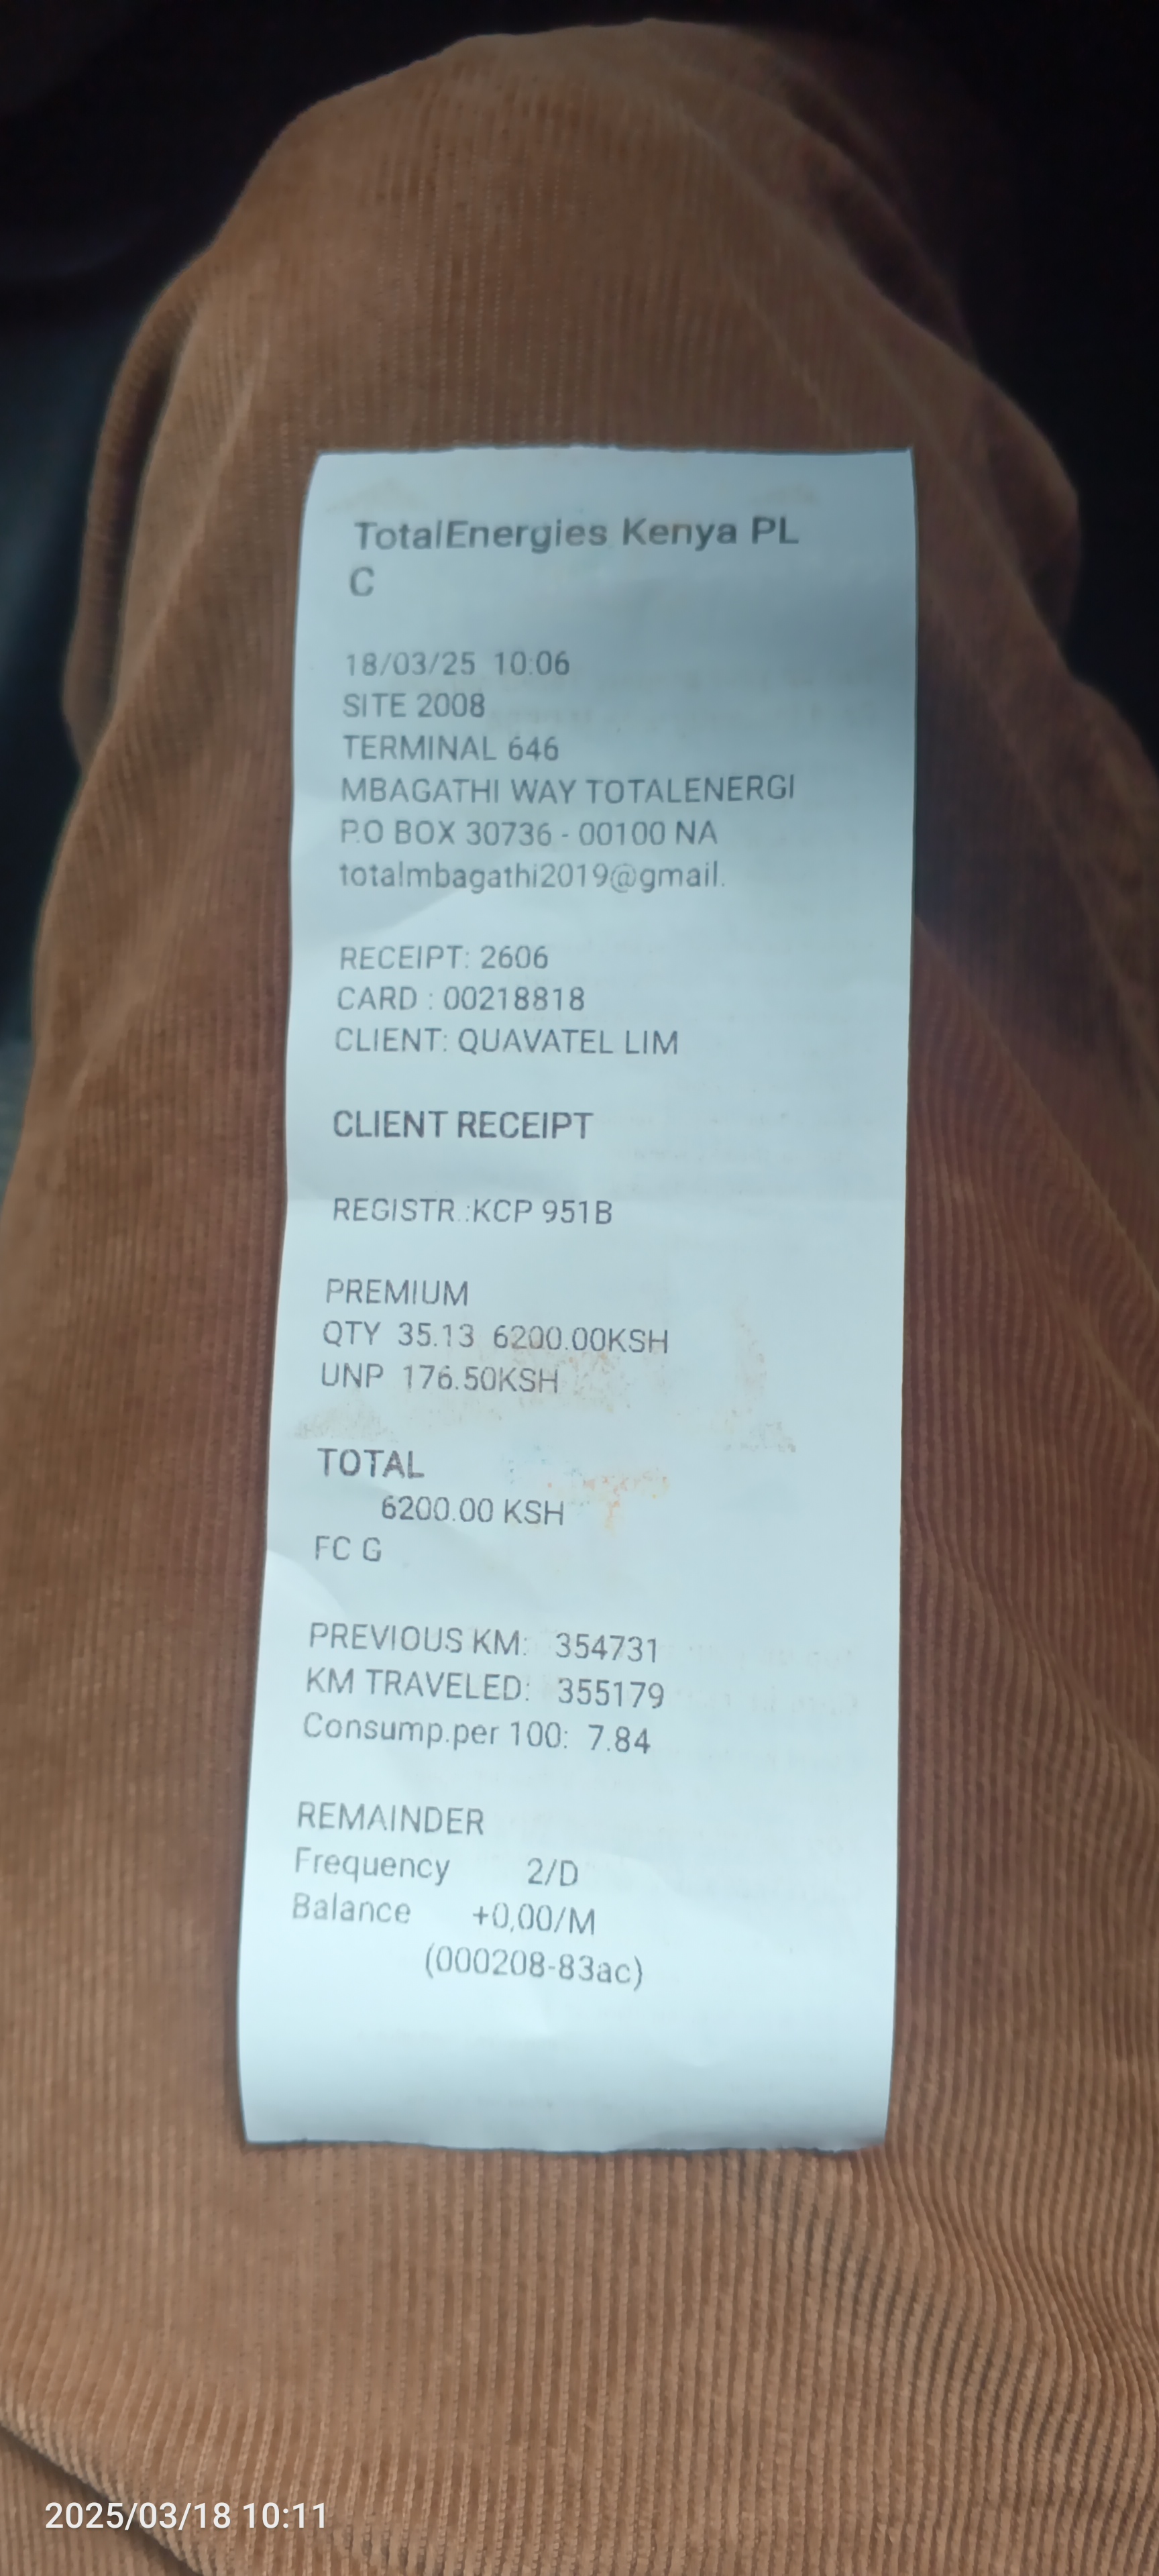 TotalEnergies Kenya PL
C
18/03/25 10:06
SITE 2008
TERMINAL 646
MBAGATHI WAY TOTALENERGI
P.O BOX 30736 - 00100 NA
totalmbagathi2019@gmail.
RECEIPT: 2606
CARD : 00218818
CLIENT: QUAVATEL LIM
CLIENT RECEIPT
REGISTR.:KCP 951B
PREMIUM
QTY 35.13 6200.00KSH
UNP 176.50KSH
TOTAL
6200.00 KSH
FC G
PREVIOUS KM: 354731
KM TRAVELED: 355179
Consump.per 100: 7.84
REMAINDER
Frequency 2/D
Balance +0,00/M
(000208-83ac)
2025/03/18 10:11